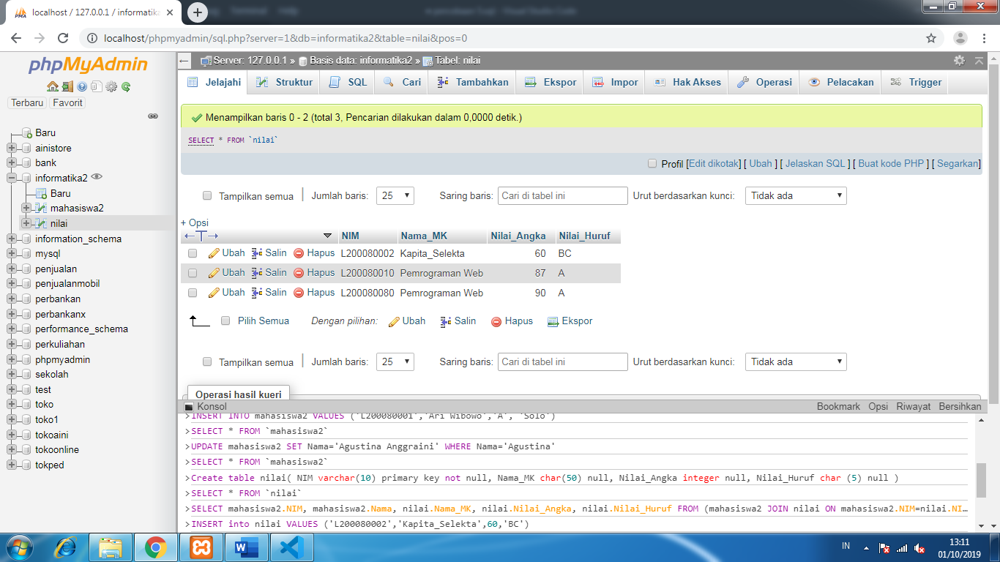 localhost / 127.0.0.1 / informatik
Terminal Help
localhost/phpmyadmin/sql.php?server=1&db=informatika2&table=nilai&pos=0
phpMyAdmin
Terbaru Favorit
Baru
ainistore
bank
informatika2
Baru
mahasiswa2
nilai
information_schema
mysql
penjualan
penjualanmobil
perbankan
perbankanx
performance_schema
perkuliahan
phpmyadmin
sekolah
test
toko
toko1
tokoaini
tokoonline
tokped
Server: 127.0.0.1 » Basis data: informatika2 » Tabel: nilai
Jelajahi Struktur SQL Cari Tambahkan Ekspor Impor Hak Akses Operasi Pelacakan Trigger
Menampilkan baris 0 - 2 (total 3, Pencarian dilakukan dalam 0,0000 detik.)
SELECT * FROM `nilai`
Profil [Edit dikotak] [ Ubah ] [ Jelaskan SQL ] [ Buat kode PHP ] [ Segarkan]
Tampilkan semua | Jumlah baris: 25 Saring baris: Cari di tabel ini Urut berdasarkan kunci: Tidak ada
+ Opsi
←T→ NIM Nama_MK Nilai_Angka Nilai_Huruf
Ubah Salin Hapus L200080002 Kapita_Selekta 60 BC
Ubah Salin Hapus L200080010 Pemrograman Web 87 A
Ubah Salin Hapus L200080080 Pemrograman Web 90 A
Pilih Semua Dengan pilihan: Ubah Salin Hapus Ekspor
Tampilkan semua | Jumlah baris: 25 Saring baris: Cari di tabel ini Urut berdasarkan kunci: Tidak ada
Operasi hasil kueri
Konsol Bookmark Opsi Riwayat Bersihkan
>INSERT INTO mahasiswa2 VALUES ('L200080001','Ari Wibowo','A', 'Solo')
>SELECT * FROM `mahasiswa2`
>UPDATE mahasiswa2 SET Nama='Agustina Anggraini' WHERE Nama='Agustina'
>SELECT * FROM `mahasiswa2`
>Create table nilai( NIM varchar(10) primary key not null, Nama_MK char(50) null, Nilai_Angka integer null, Nilai_Huruf char (5) null )
>SELECT * FROM `nilai`
>SELECT mahasiswa2.NIM, mahasiswa2.Nama, nilai.Nama_MK, nilai.Nilai_Angka, nilai.Nilai_Huruf FROM (mahasiswa2 JOIN nilai ON mahasiswa2.NIM=nilai.NI…
>INSERT into nilai VALUES ('L200080002','Kapita_Selekta',60,'BC')
IN
13:11
01/10/2019